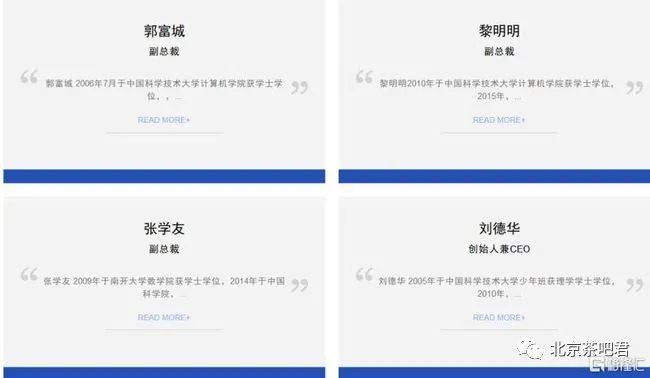 郭富城
副总裁
郭富城 2006年7月于中国科学技术大学计算机学院获学士学
位，，...
READ MORE+
黎明明
副总裁
黎明明2010年于中国科学技术大学计算机学院获学士学位，
2015年，...
READ MORE+
张学友
副总裁
张学友 2009年于南开大学数学院获学士学位，2014年于中国
科学院，...
READ MORE+
刘德华
创始人兼CEO
刘德华 2005年于中国科学技术大学少年班获理学学士学位，
2010年，...
READ MORE+
北京茶吧君
格隆汇